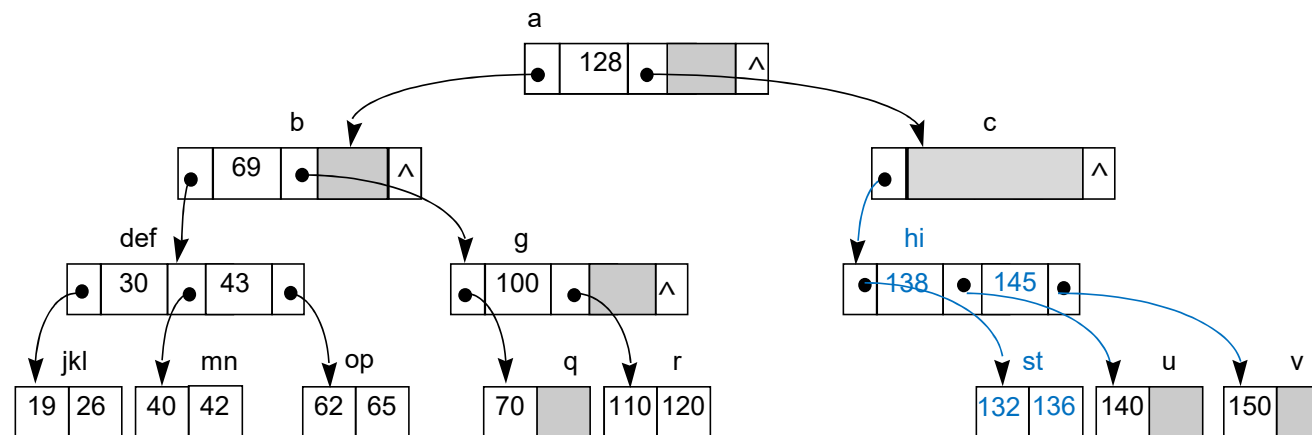 a
128 ^
b c
69 ^ ^
def g hi
30 43 100 ^ 138 145
jkl mn op q r st u v
19 26 40 42 62 65 70 110 120 132 136 140 150